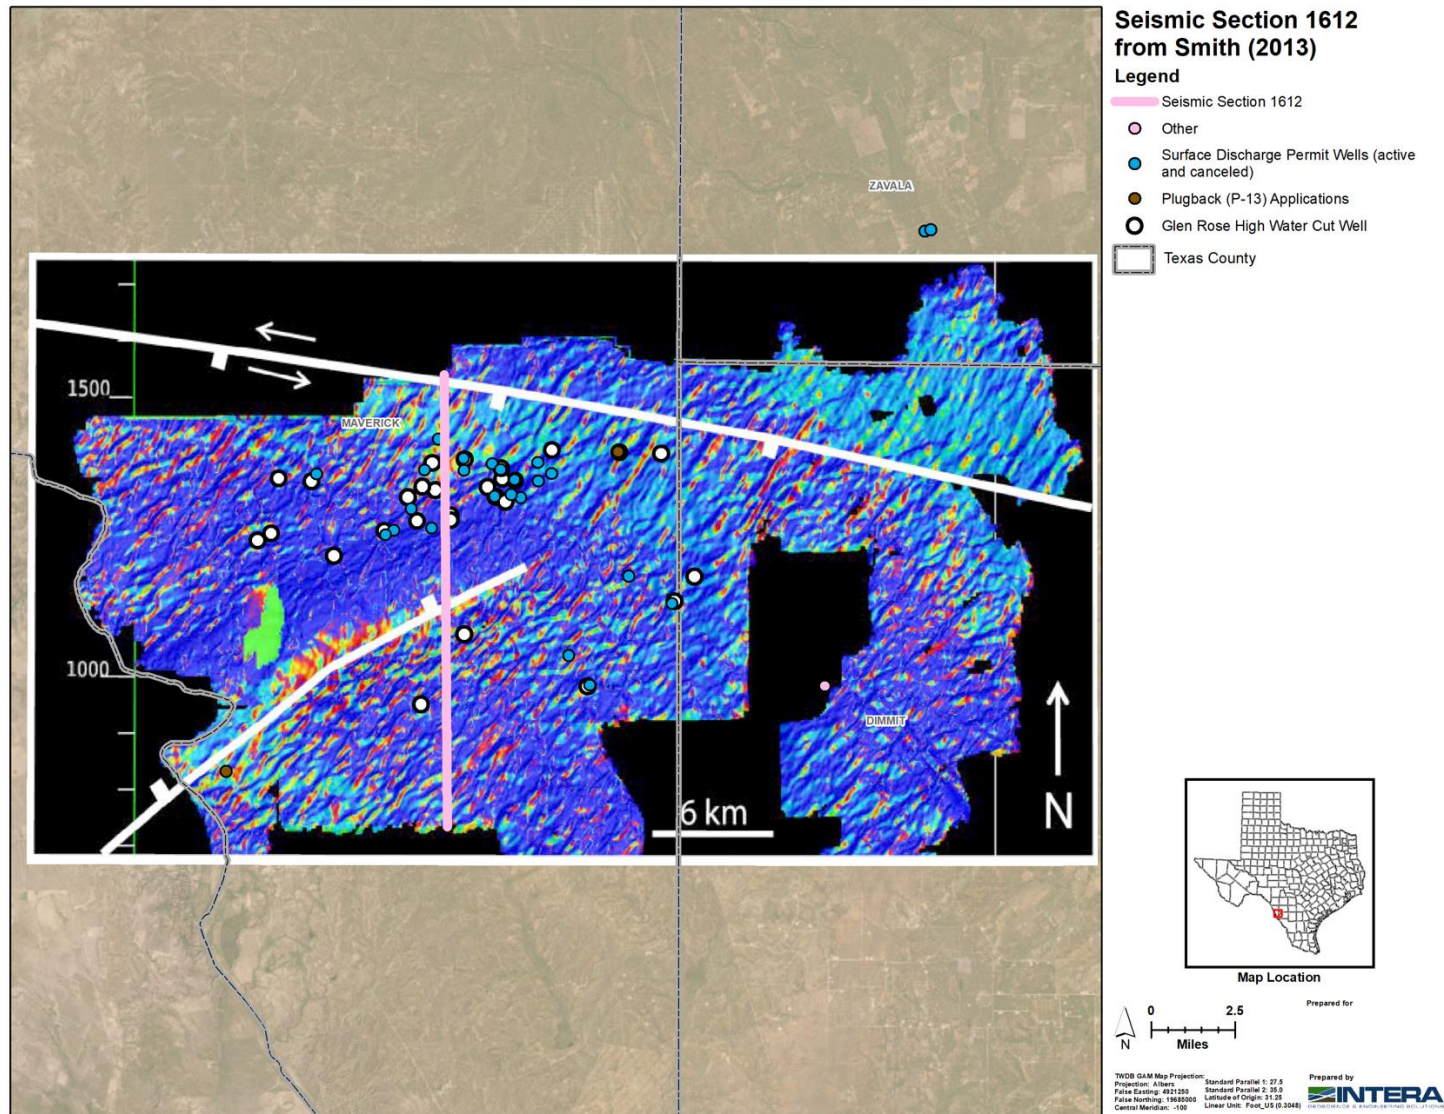 Seismic Section 1612
from Smith (2013)
Legend
Seismic Section 1612
Other
Surface Discharge Permit Wells (active
and canceled)
Plugback (P-13) Applications
Glen Rose High Water Cut Well
Texas County
ZAVALA
1500
MAVERICK
1000
DIMMIT
6 km
N
Map Location
0 2.5
Miles
N
Prepared for
TWDB GAM Map Projection:
Projection: Albers
False Easting: 4921250
False Northing: 19685000
Central Meridian: -100
Standard Parallel 1: 27.5
Standard Parallel 2: 35.0
Latitude of Origin: 31.25
Linear Unit: Foot_US (0.3048)
Prepared by
INTERA
GEOSCIENCE & ENGINEERING SOLUTIONS